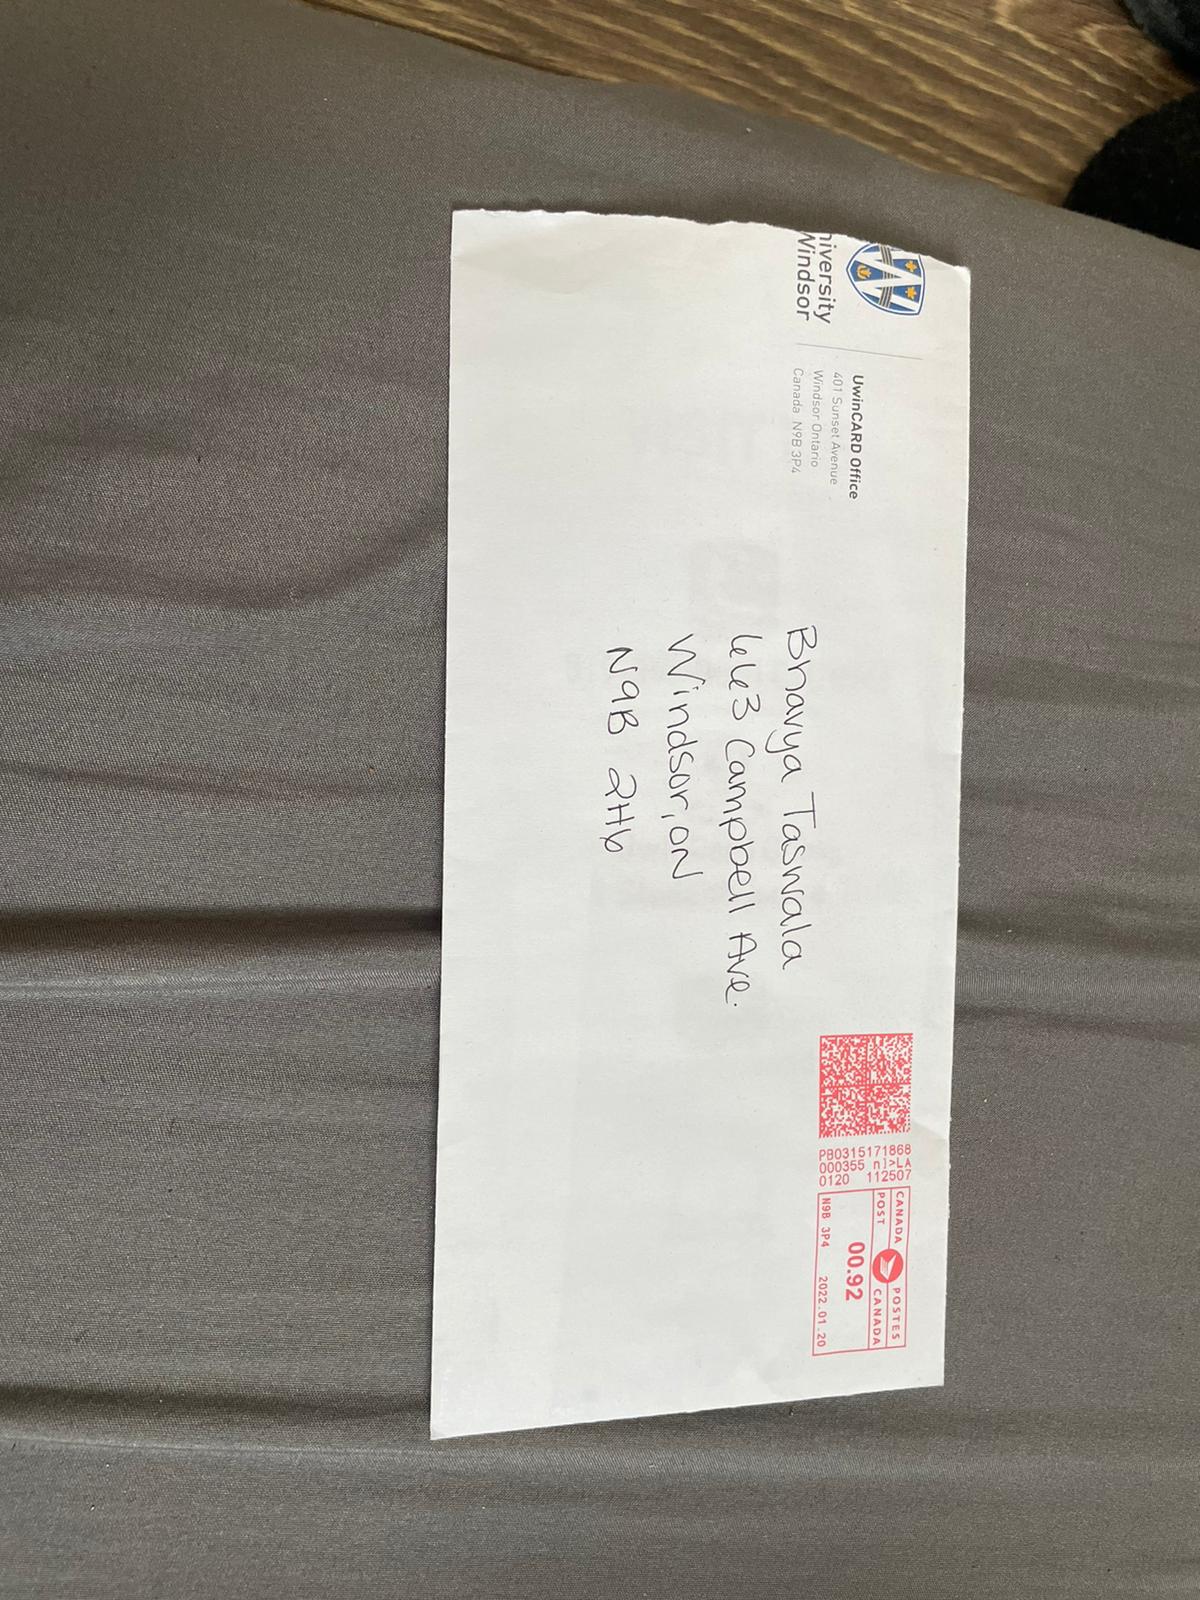 niversity
Windsor
UwinCARD Office
401 Sunset Avenue
Windsor Ontario
Canada N9B 3P4
Bhavya Taswala
663 Campbell Ave.
Windsor, ON
N9B 2H6
PB0315171868
000355 n]>LA
0120 112507
CANADA POSTES
POST CANADA
00.92
N9B 3P4 2022.01.20